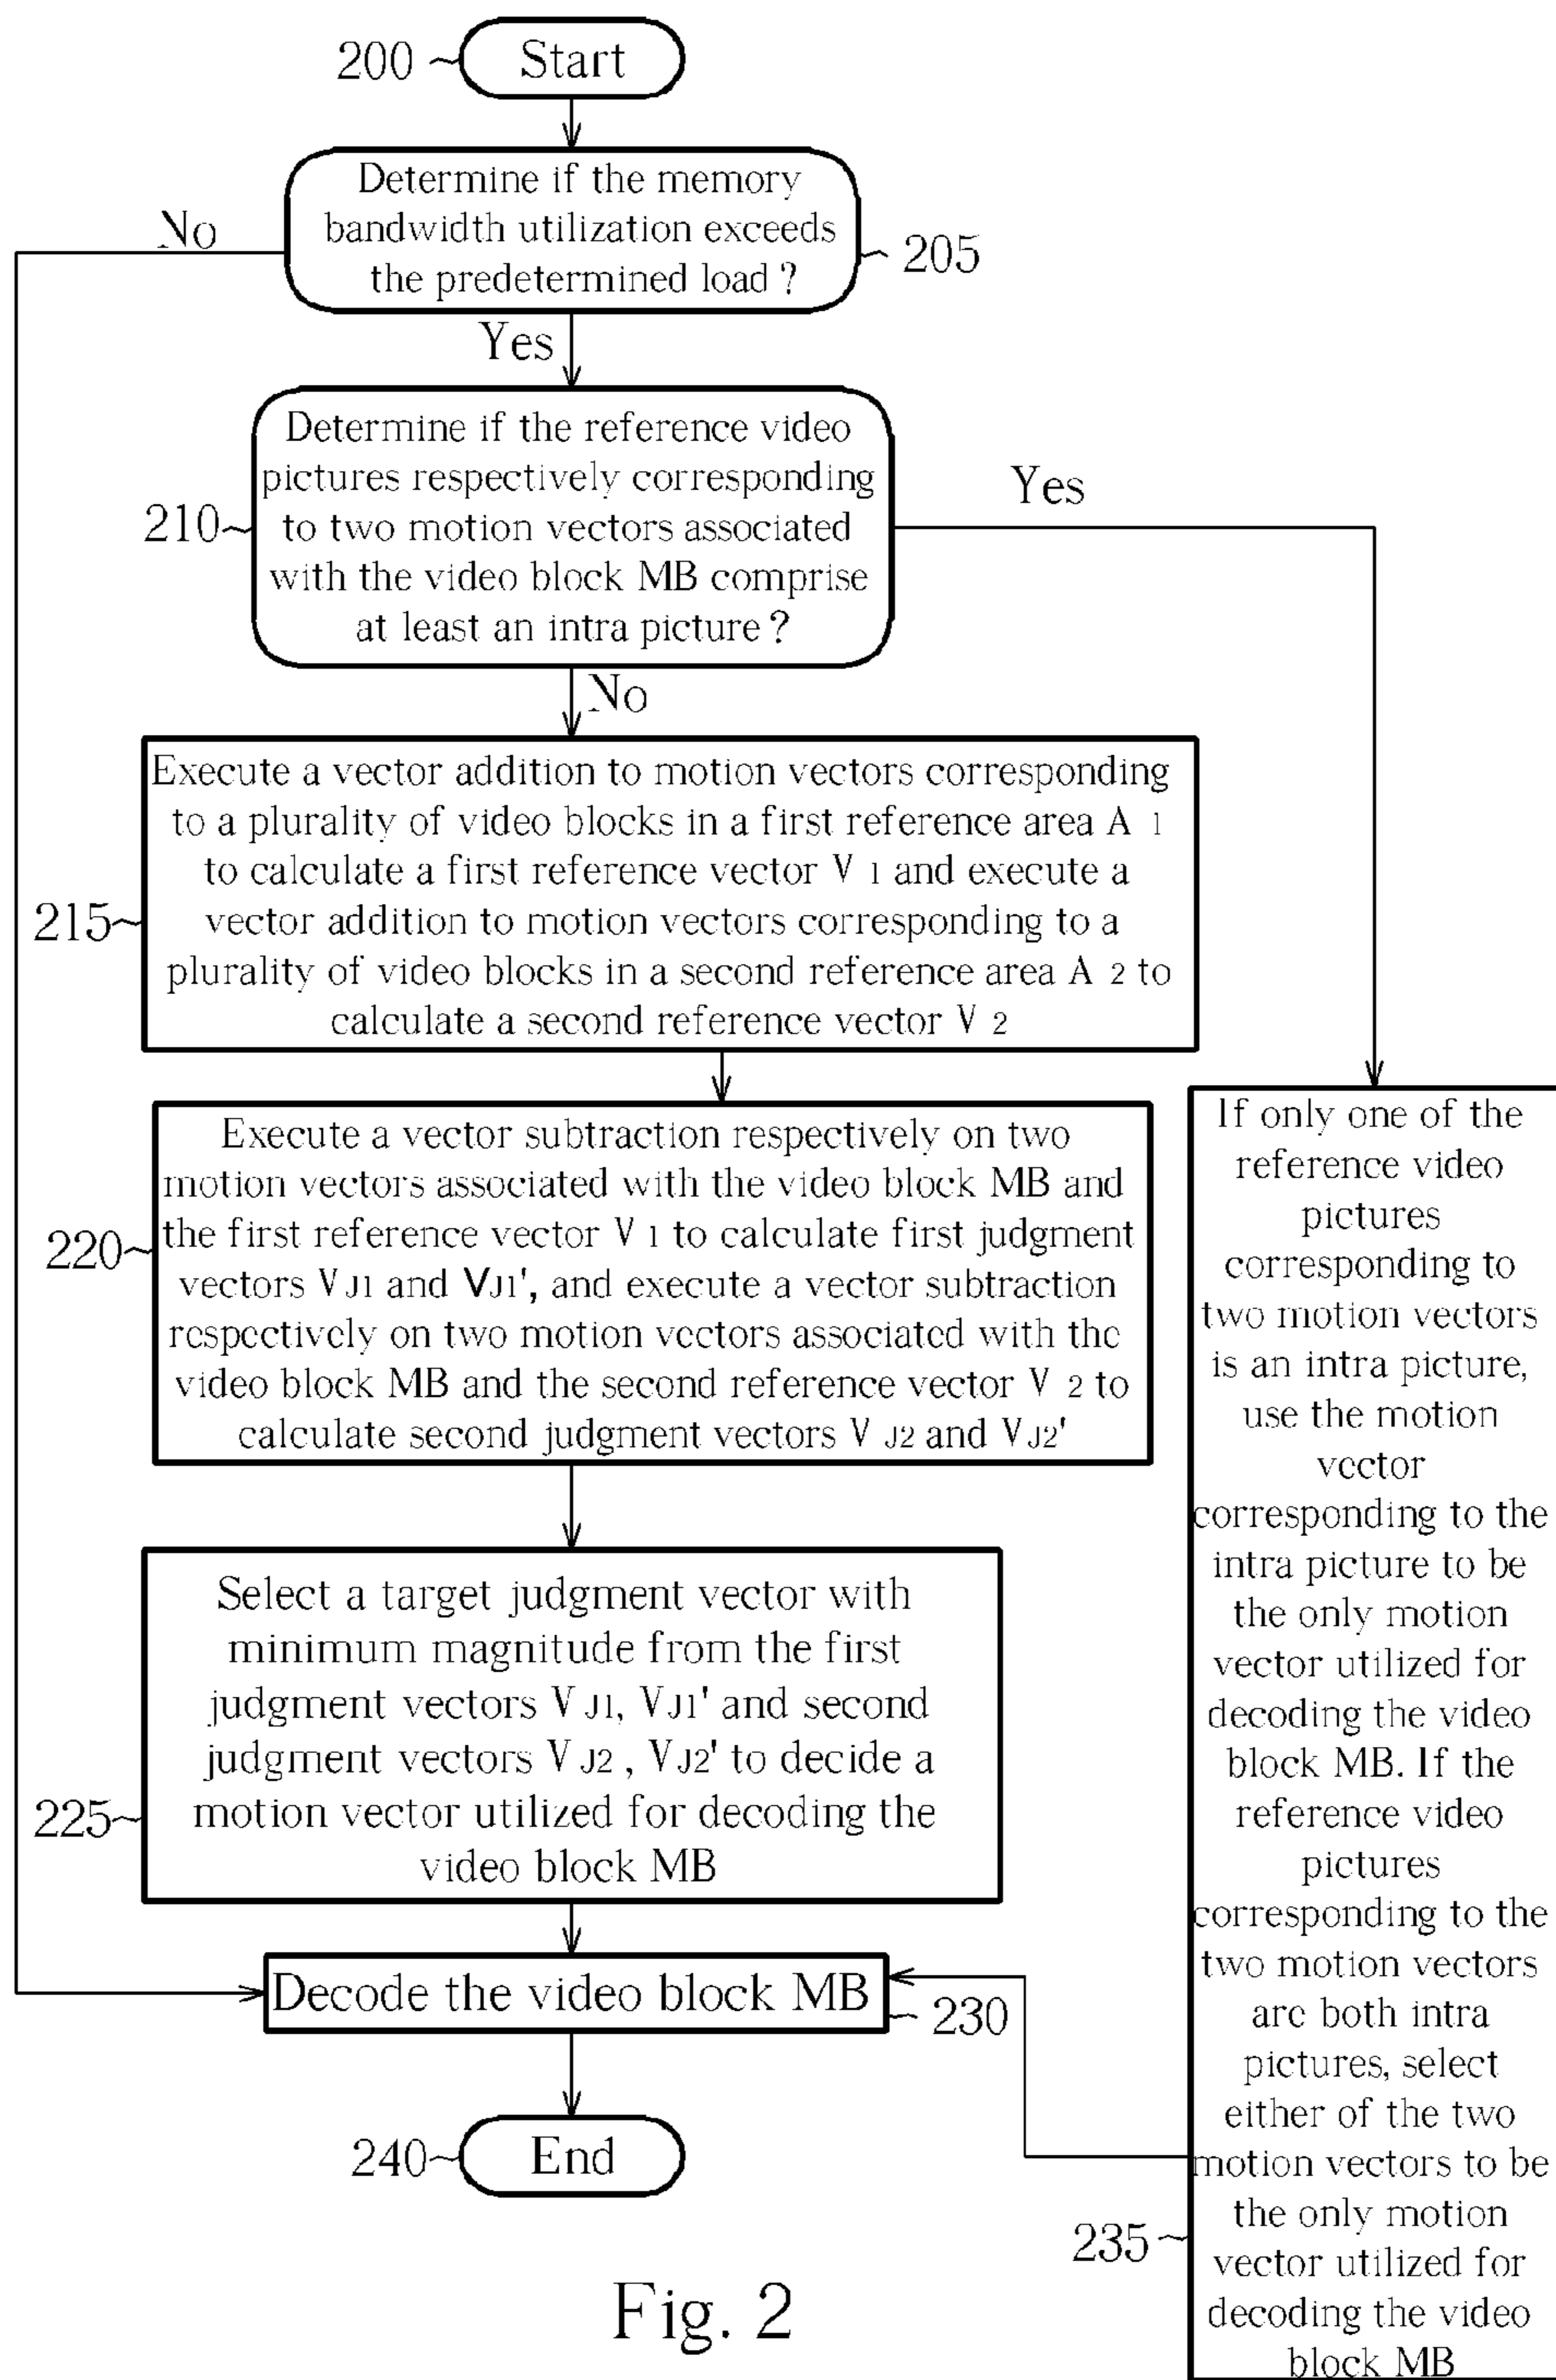 200
Start
Determine if the memory
bandwidth utilization exceeds
the predetermined load?
205
No
Yes
Determine if the reference video
pictures respectively corresponding
to two motion vectors associated
with the video block MB comprise
at least an intra picture?
210
Yes
No
Execute a vector addition to motion vectors corresponding
to a plurality of video blocks in a first reference area A 1
to calculate a first reference vector V 1 and execute a
vector addition to motion vectors corresponding to a
plurality of video blocks in a second reference area A 2 to
calculate a second reference vector V 2
215
Execute a vector subtraction respectively on two
motion vectors associated with the video block MB and
the first reference vector V 1 to calculate first judgment
vectors VJ1 and VJ1', and execute a vector subtraction
respectively on two motion vectors associated with the
video block MB and the second reference vector V 2 to
calculate second judgment vectors V J2 and VJ2'
220
Select a target judgment vector with
minimum magnitude from the first
judgment vectors V J1, VJ1' and second
judgment vectors V J2 , VJ2' to decide a
motion vector utilized for decoding the
video block MB
225
Decode the video block MB
230
End
240
If only one of the
reference video
pictures
corresponding to
two motion vectors
is an intra picture,
use the motion
vector
corresponding to the
intra picture to be
the only motion
vector utilized for
decoding the video
block MB. If the
reference video
pictures
corresponding to the
two motion vectors
are both intra
pictures, select
either of the two
motion vectors to be
the only motion
vector utilized for
decoding the video
block MB
235
Fig. 2